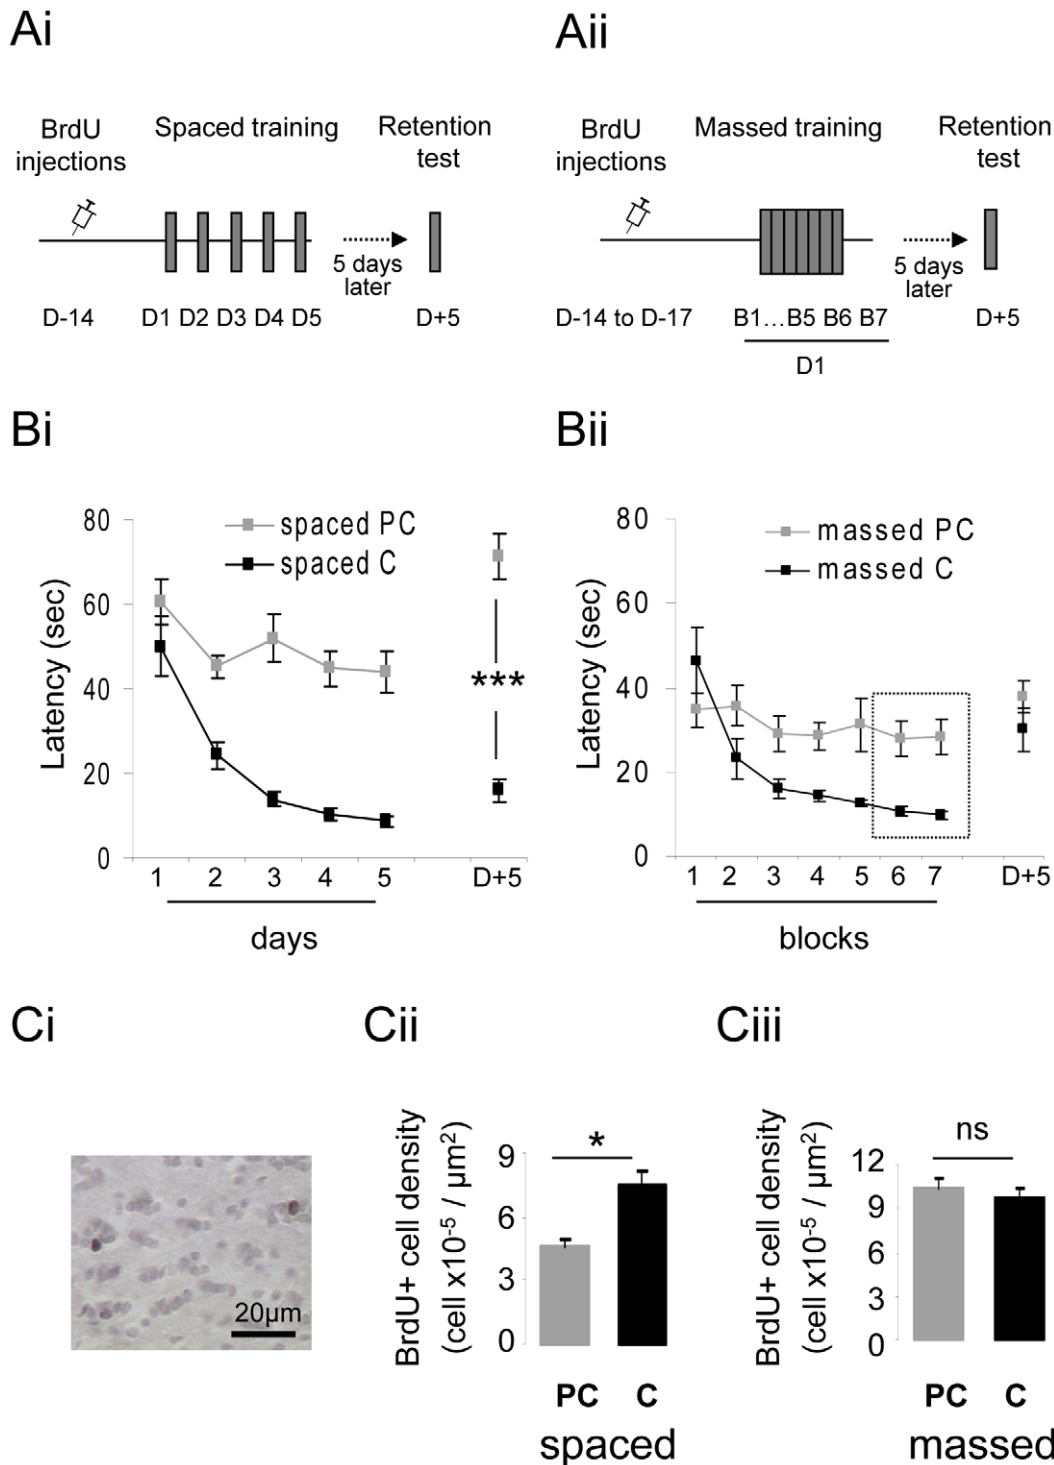 Ai
Aii
BrdU
injections
Spaced training
Retention
test
5 days
later
D-14
D1 D2 D3 D4 D5
D+5
BrdU
injections
Massed training
Retention
test
5 days
later
D-14 to D-17
B1...B5 B6 B7
D+5
D1
Bi
Bii
Latency (sec)
80
60
40
20
0
spaced PC
spaced C
***
1 2 3 4 5 D+5
days
Latency (sec)
80
60
40
20
0
massed PC
massed C
1 2 3 4 5 6 7 D+5
blocks
Ci
Cii
Ciii
20µm
BrdU+ cell density
(cell x10⁻⁵ / µm²)
9
6
3
0
*
PC C
spaced
BrdU+ cell density
(cell x10⁻⁵ / µm²)
12
9
6
3
0
ns
PC C
massed